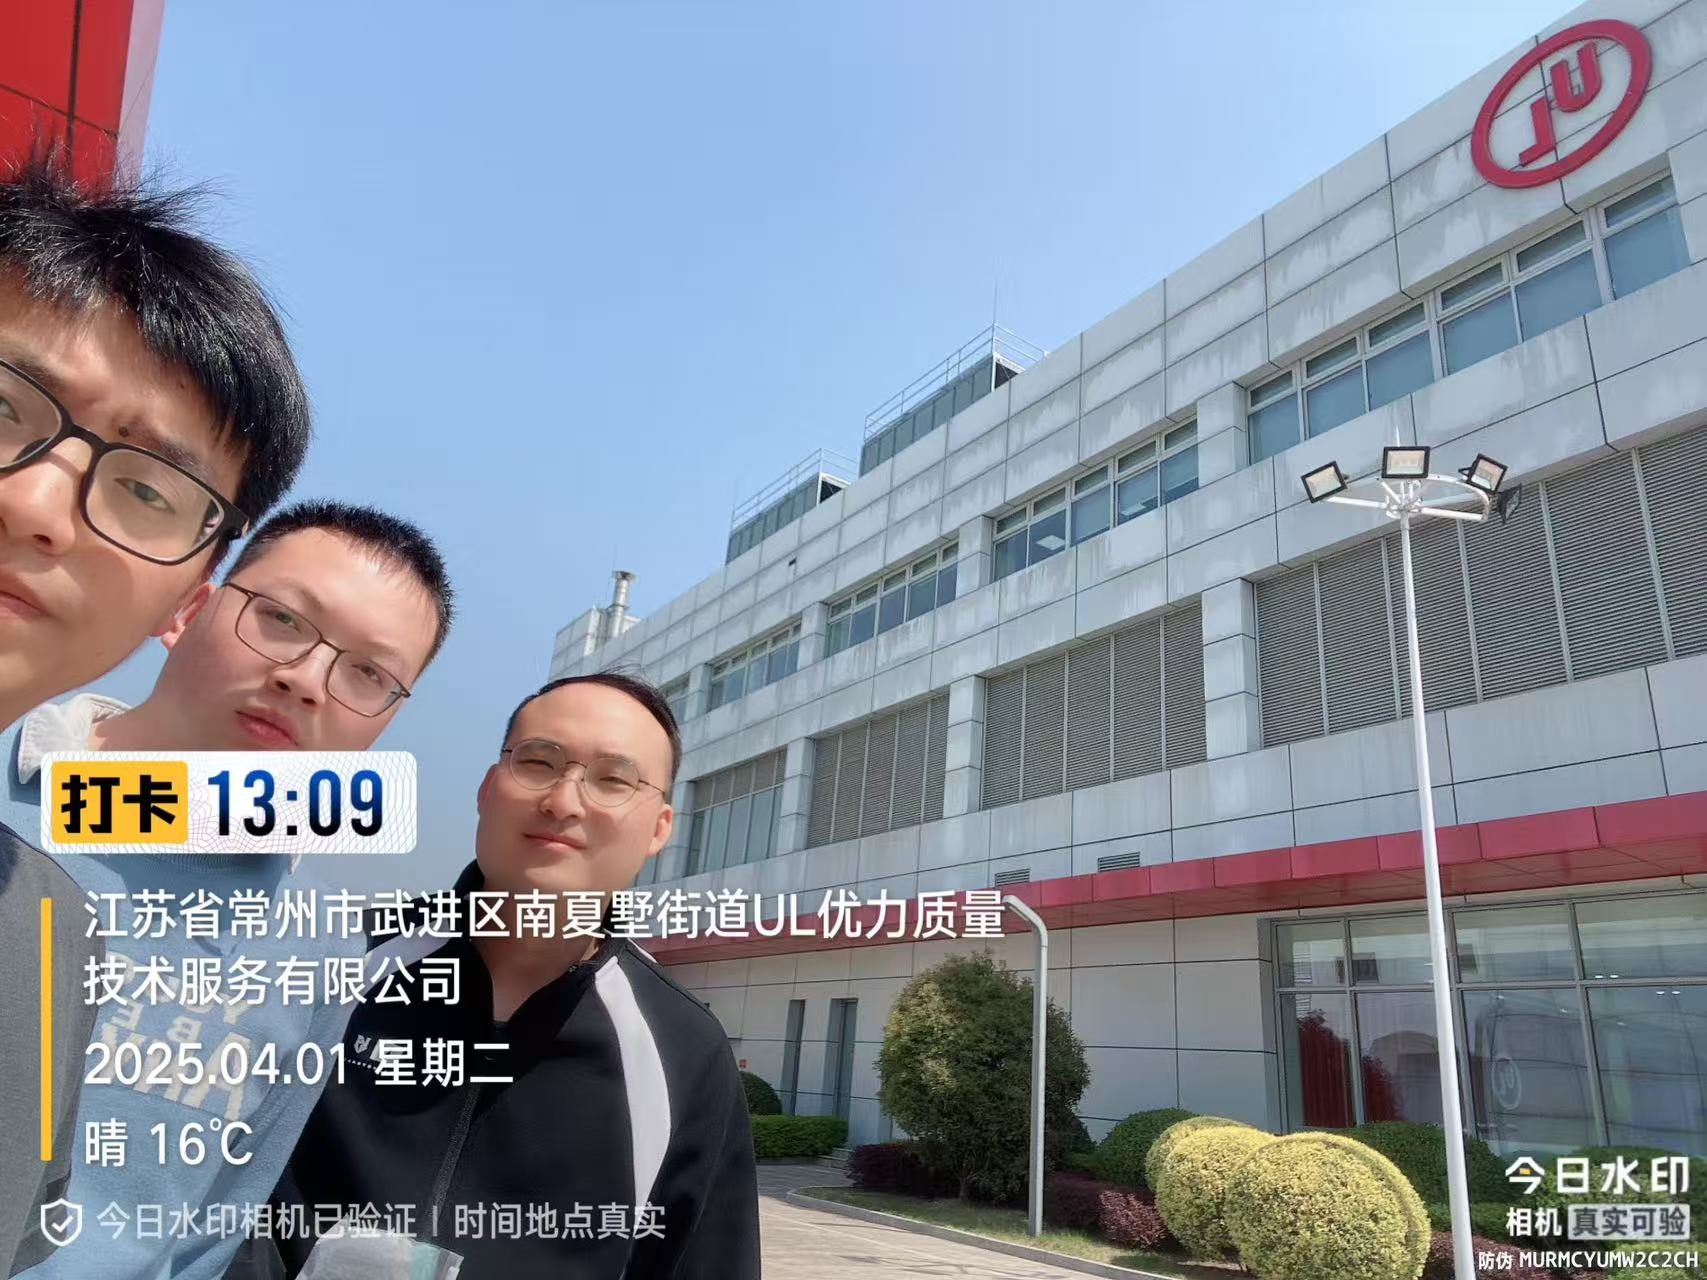 UL
打卡 13:09
江苏省常州市武进区南夏墅街道UL优力质量
技术服务有限公司
2025.04.01 星期二
晴 16℃
今日水印相机已验证 | 时间地点真实
今日水印
相机 真实可验
防伪 MURMCYUMW2C2CH